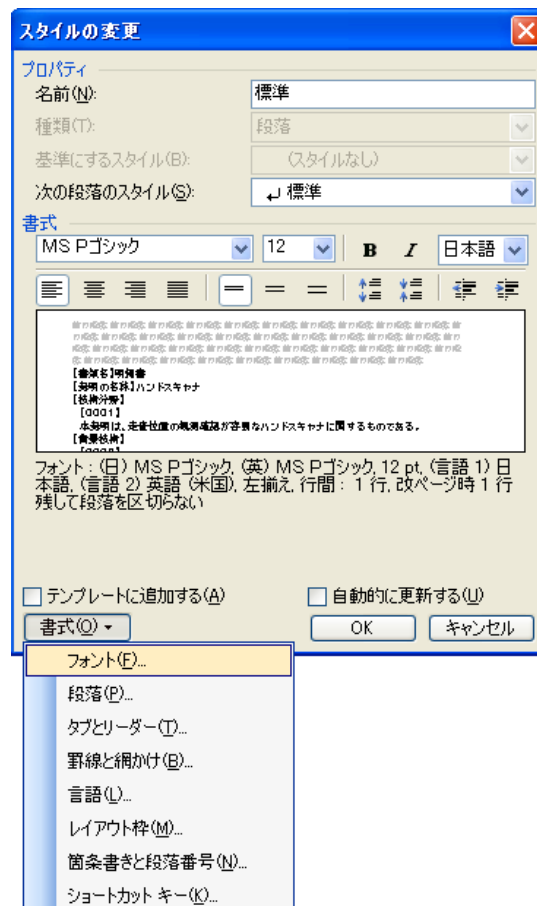 スタイルの変更
プロパティ
名前(N): 標準
種類(T): 段落
基準にするスタイル(B): (スタイルなし)
次の段落のスタイル(S): 標準
書式
MS Pゴシック 12 B I 日本語
【書類名】明細書
【発明の名称】ハンドスキャナ
【技術分野】
【0001】
本発明は、走査位置の観測確認が容易なハンドスキャナに関するものである。
【背景技術】
フォント : (日) MS Pゴシック, (英) MS Pゴシック, 12 pt, (言語 1) 日
本語, (言語 2) 英語 (米国), 左揃え, 行間 : 1 行, 改ページ時 1 行
残して段落を区切らない
テンプレートに追加する(A) 自動的に更新する(U)
書式(O) OK キャンセル
フォント(F)...
段落(P)...
タブとリーダー(T)...
罫線と網かけ(B)...
言語(L)...
レイアウト枠(M)...
箇条書きと段落番号(N)...
ショートカット キー(K)...